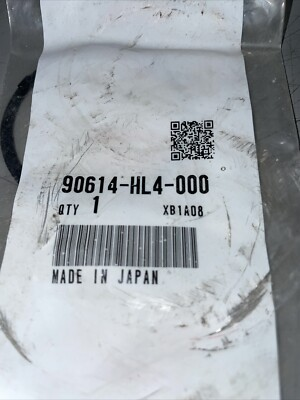 90614-HL4-000
QTY 1 XB1A08
MADE IN JAPAN